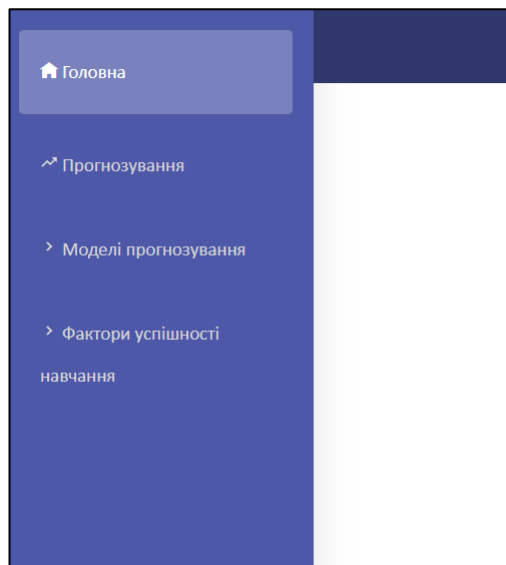 Головна
Прогнозування
Моделі прогнозування
Фактори успішності
навчання